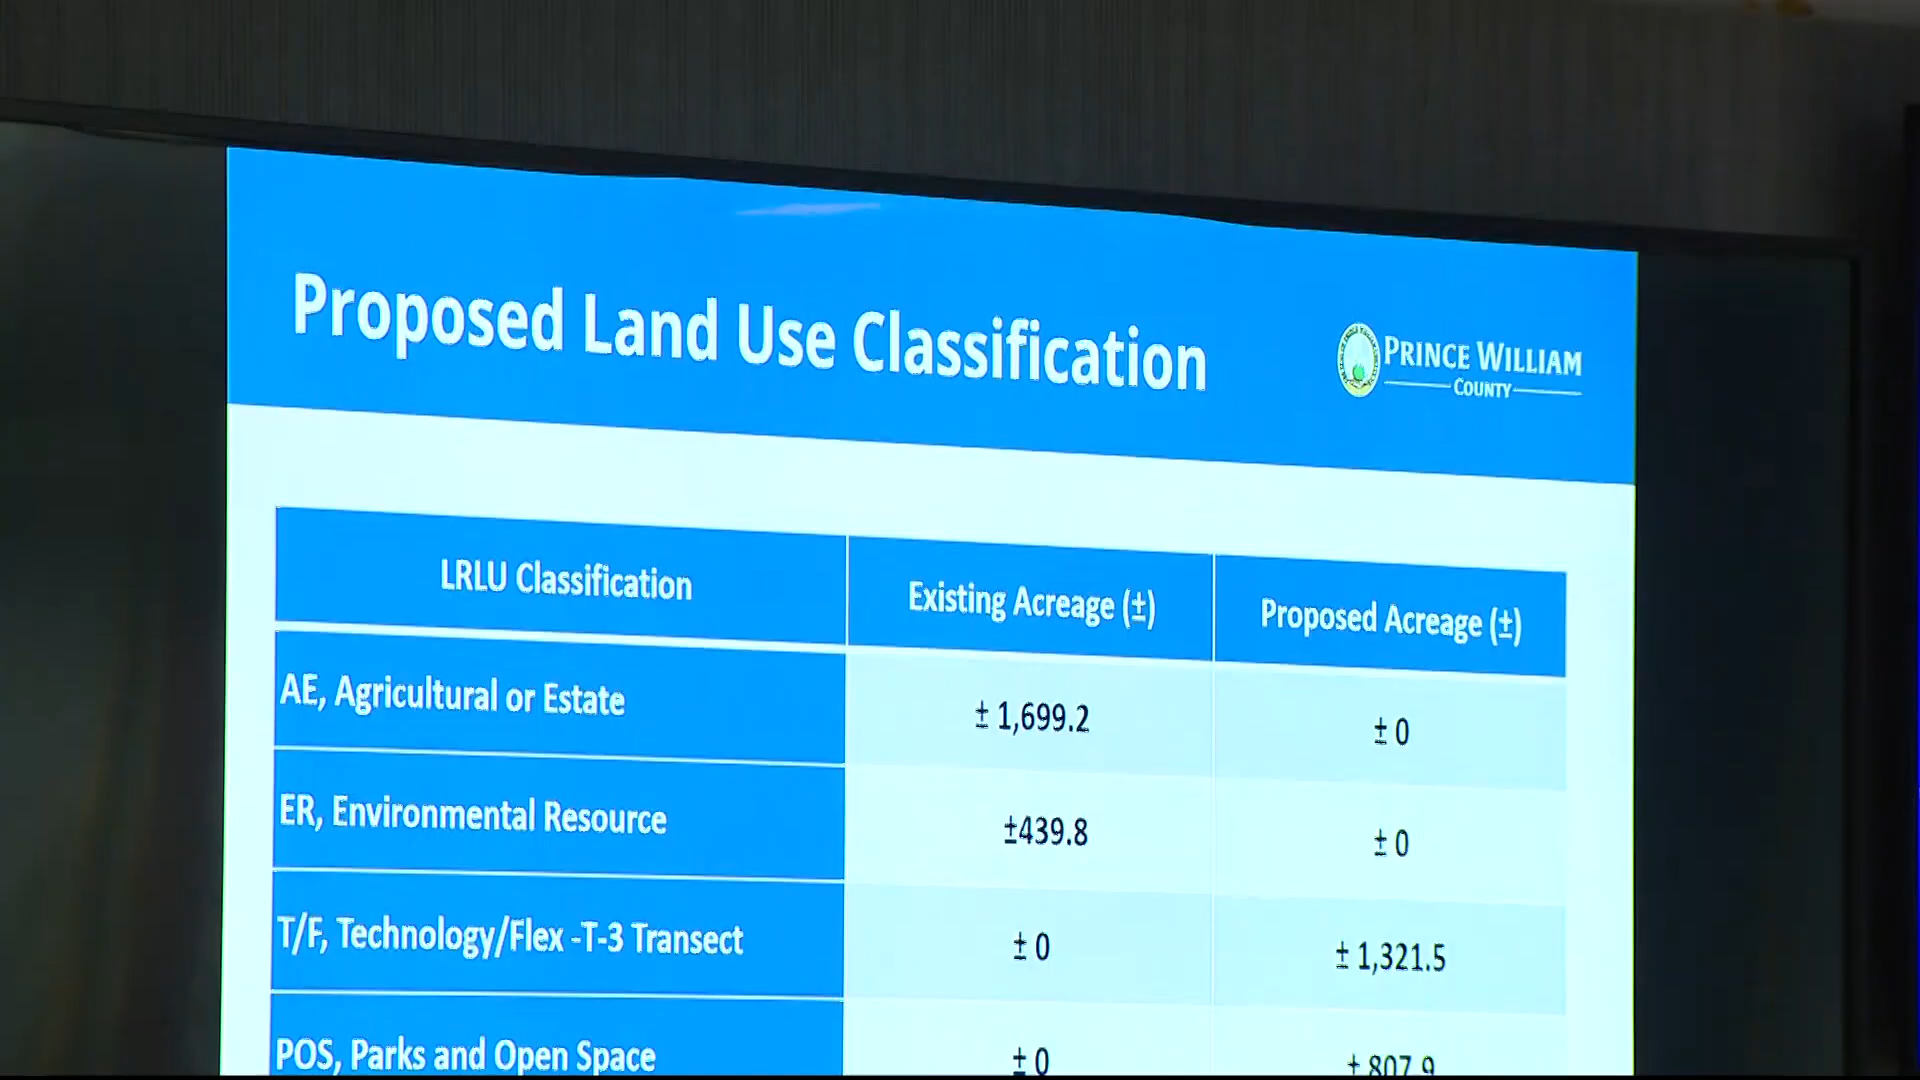 Proposed Land Use Classification
PRINCE WILLIAM
COUNTY
LRLU Classification
Existing Acreage (±)
Proposed Acreage (±)
AE, Agricultural or Estate
± 1,699.2
± 0
ER, Environmental Resource
±439.8
± 0
T/F, Technology/Flex -T-3 Transect
± 0
± 1,321.5
POS, Parks and Open Space
± 0
± 807.9